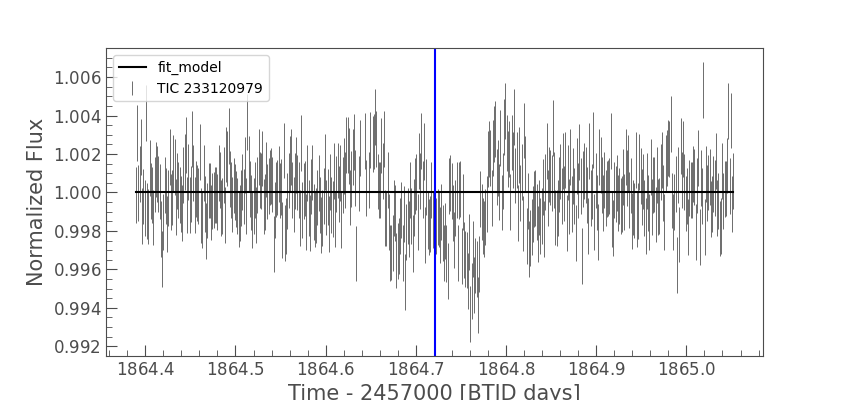 fit_model
TIC 233120979
1.006
1.004
1.002
1.000
0.998
0.996
0.994
0.992
Normalized Flux
1864.4 1864.5 1864.6 1864.7 1864.8 1864.9 1865.0
Time - 2457000 [BTJD days]